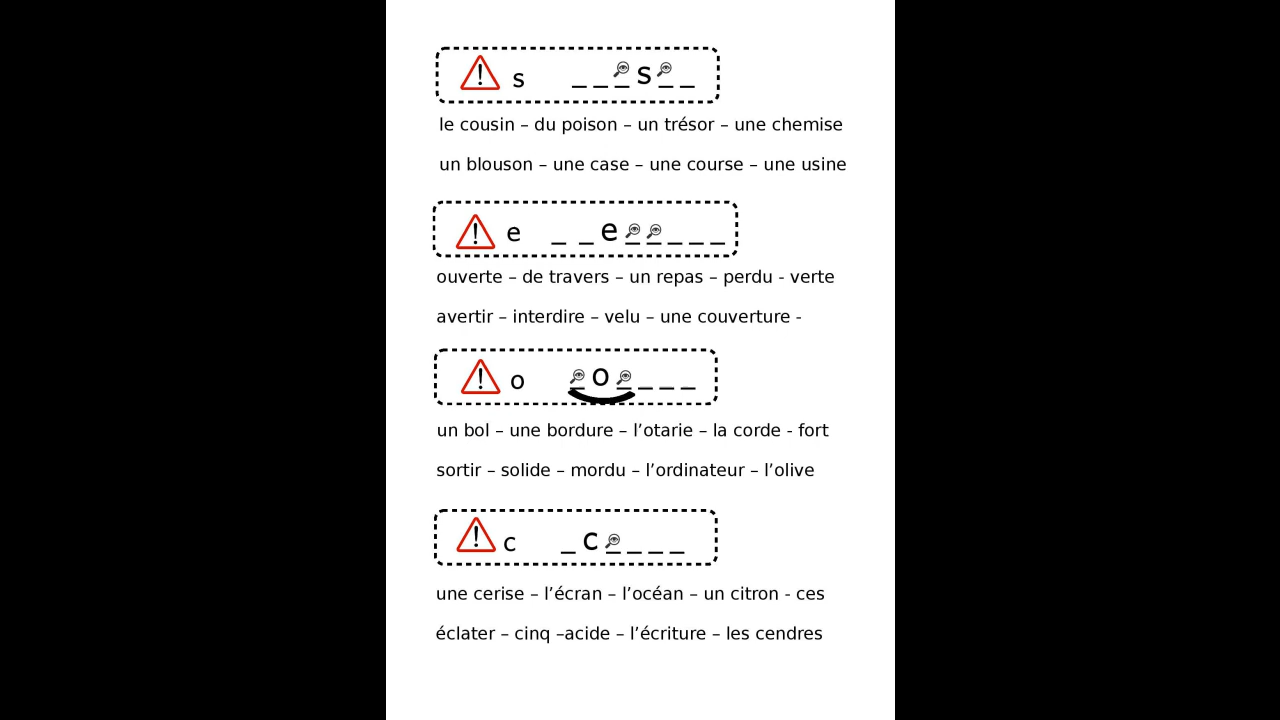 s _ _ _ s _ _
le cousin – du poison – un trésor – une chemise
un blouson – une case – une course – une usine
e _ _ e _ _ _ _ _
ouverte – de travers – un repas – perdu - verte
avertir – interdire – velu – une couverture -
o _ o _ _ _ _
un bol – une bordure – l’otarie – la corde - fort
sortir – solide – mordu – l’ordinateur – l’olive
c _ c _ _ _ _
une cerise – l’écran – l’océan – un citron - ces
éclater – cinq –acide – l’écriture – les cendres